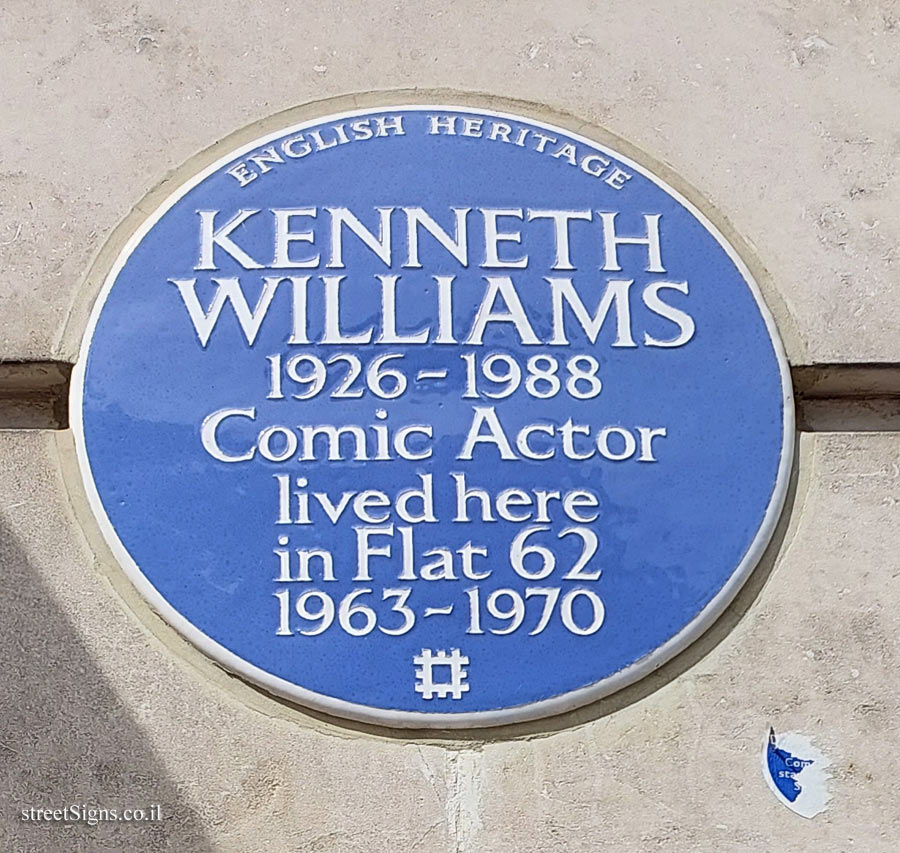 ENGLISH HERITAGE
KENNETH
WILLIAMS
1926–1988
Comic Actor
lived here
in Flat 62
1963–1970
streetSigns.co.il